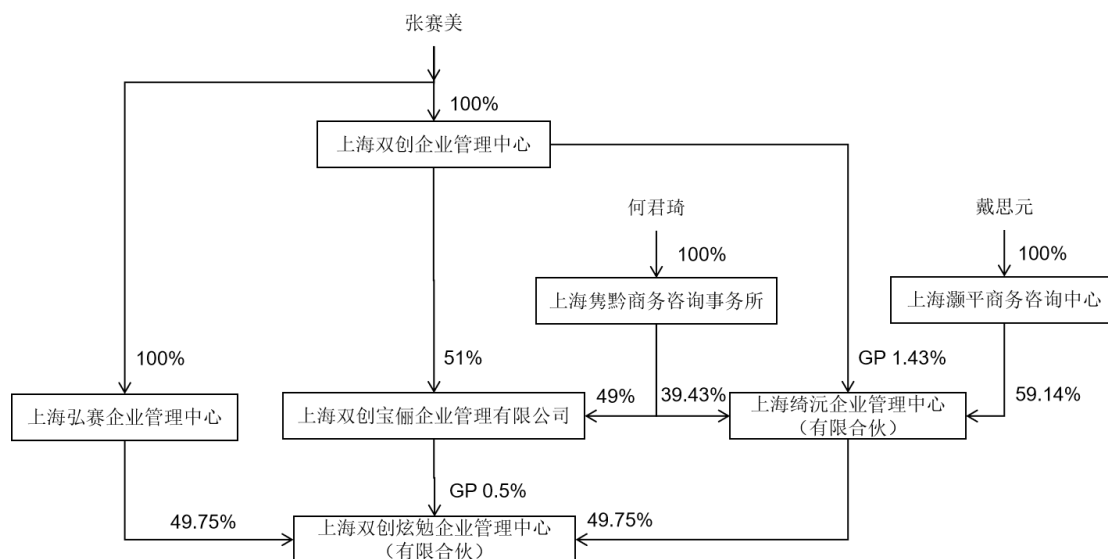 张赛美
100%
上海双创企业管理中心
何君琦
戴思元
100%
100%
上海隽黔商务咨询事务所
上海灏平商务咨询中心
100%
51%
GP 1.43%
49%
39.43%
59.14%
上海弘赛企业管理中心
上海双创宝俪企业管理有限公司
上海绮沅企业管理中心
（有限合伙）
GP 0.5%
49.75%
49.75%
上海双创炫勉企业管理中心
（有限合伙）